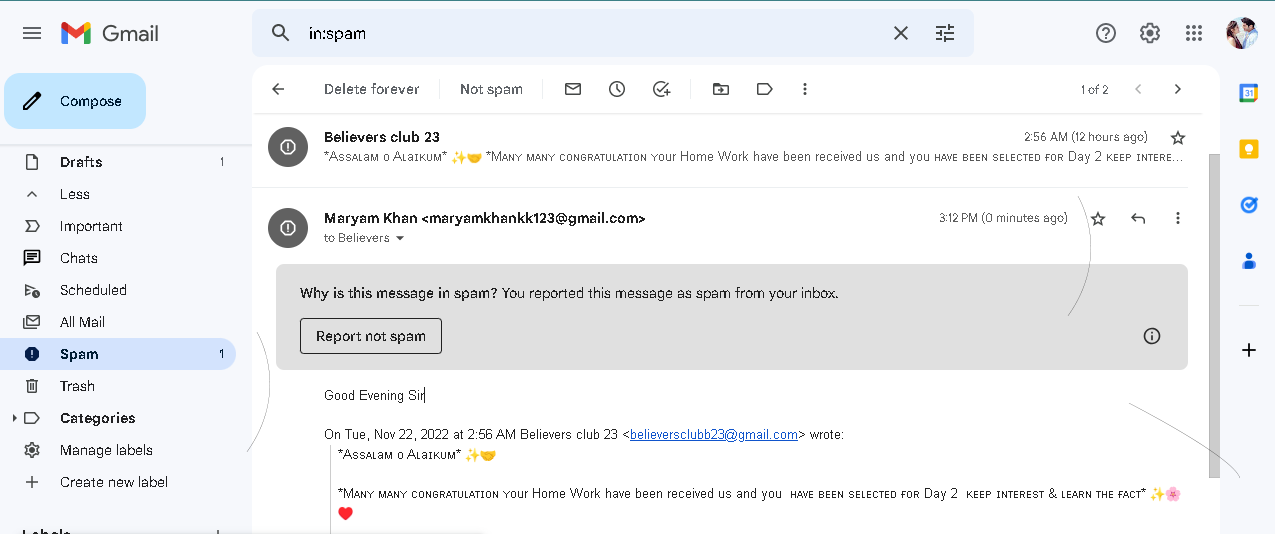 Gmail
in:spam
Compose
Delete forever
Not spam
1 of 2
31
Drafts 1
Less
Important
Chats
Scheduled
All Mail
Spam 1
Trash
Categories
Manage labels
Create new label
Believers club 23
2:56 AM (12 hours ago)
*Assalam o Alaikum* ✨🤝 *Many many congratulation your Home Work have been received us and you have been selected for Day 2 keep intere...
Maryam Khan <maryamkhankk123@gmail.com>
3:12 PM (0 minutes ago)
to Believers
Why is this message in spam? You reported this message as spam from your inbox.
Report not spam
Good Evening Sir
On Tue, Nov 22, 2022 at 2:56 AM Believers club 23 <believersclubb23@gmail.com> wrote:
*Assalam o Alaikum* ✨🤝
*Many many congratulation your Home Work have been received us and you have been selected for Day 2 keep interest & learn the fact* ✨🌸
♥️